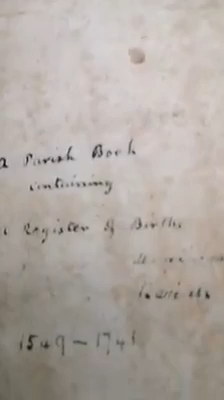 a Parish Book
containing
a Register of Births
1549 - 1741